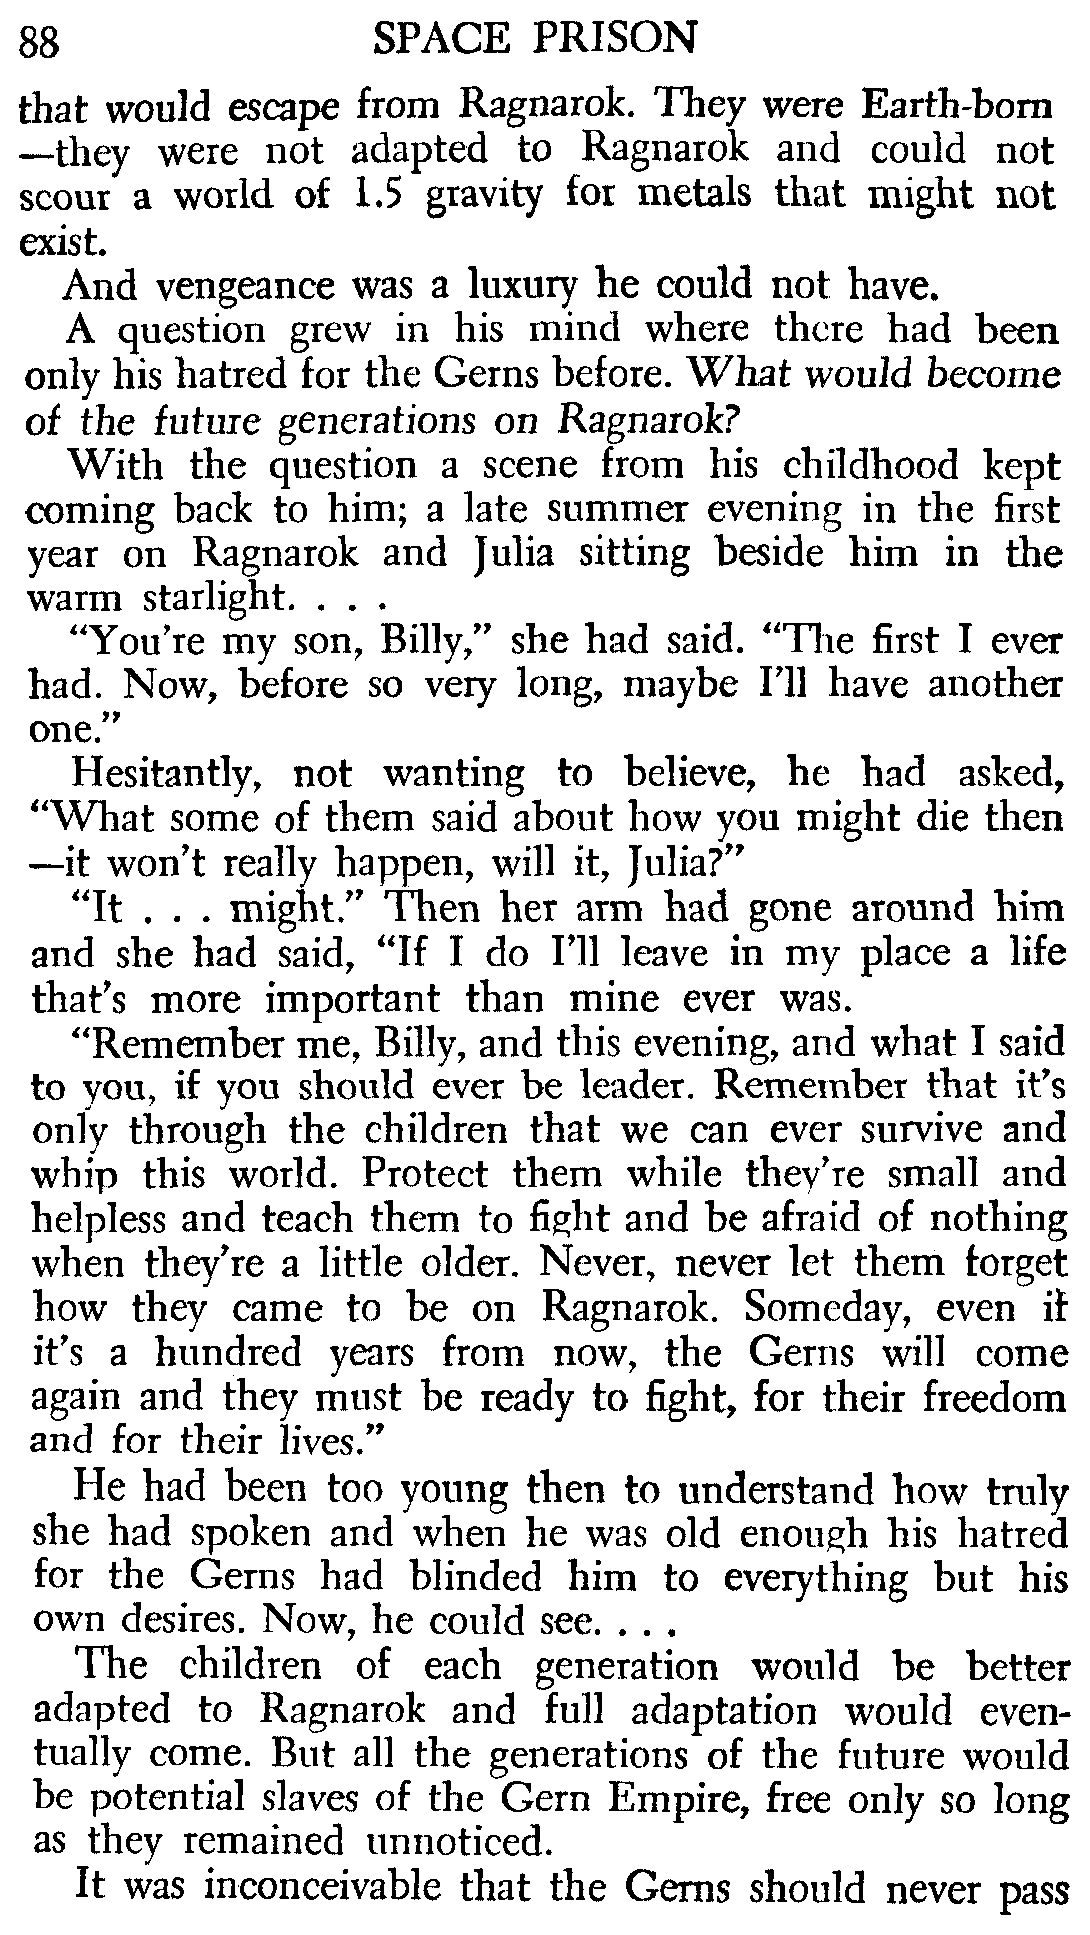 88 SPACE PRISON
that would escape from Ragnarok. They were Earth-born
—they were not adapted to Ragnarok and could not
scour a world of 1.5 gravity for metals that might not
exist.
And vengeance was a luxury he could not have.
A question grew in his mind where there had been
only his hatred for the Gerns before. What would become
of the future generations on Ragnarok?
With the question a scene from his childhood kept
coming back to him; a late summer evening in the first
year on Ragnarok and Julia sitting beside him in the
warm starlight. . . .
“You're my son, Billy,” she had said. “The first I ever
had. Now, before so very long, maybe I'll have another
one.”
Hesitantly, not wanting to believe, he had asked,
“What some of them said about how you might die then
—it won't really happen, will it, Julia?”
“It . . . might.” Then her arm had gone around him
and she had said, “If I do I'll leave in my place a life
that's more important than mine ever was.
“Remember me, Billy, and this evening, and what I said
to you, if you should ever be leader. Remember that it's
only through the children that we can ever survive and
whip this world. Protect them while they're small and
helpless and teach them to fight and be afraid of nothing
when they're a little older. Never, never let them forget
how they came to be on Ragnarok. Someday, even if
it's a hundred years from now, the Gerns will come
again and they must be ready to fight, for their freedom
and for their lives.”
He had been too young then to understand how truly
she had spoken and when he was old enough his hatred
for the Gerns had blinded him to everything but his
own desires. Now, he could see. . . .
The children of each generation would be better
adapted to Ragnarok and full adaptation would even-
tually come. But all the generations of the future would
be potential slaves of the Gern Empire, free only so long
as they remained unnoticed.
It was inconceivable that the Gerns should never pass